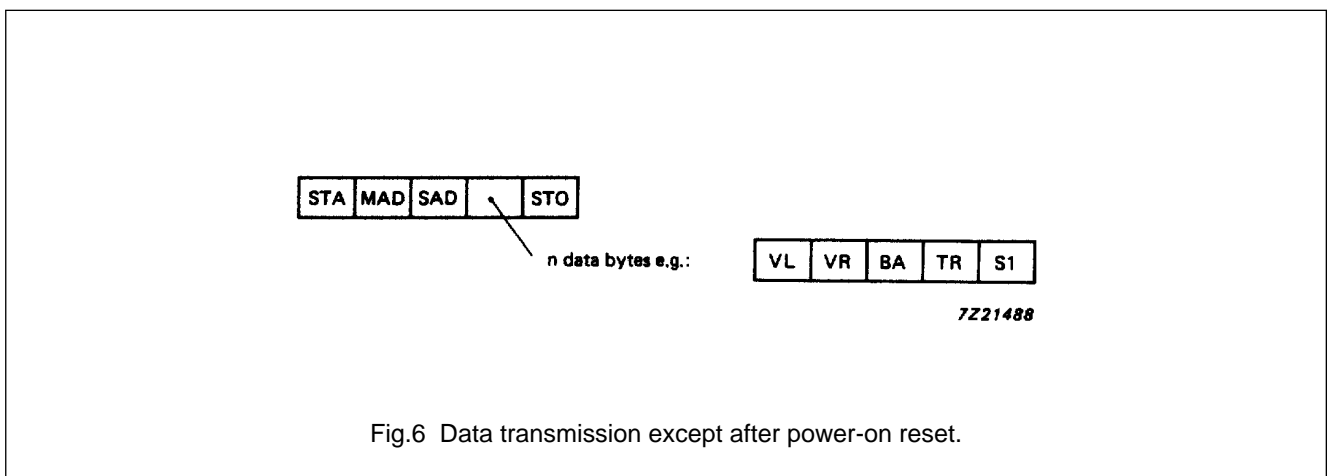 STA MAD SAD STO
n data bytes e.g.: VL VR BA TR S1
7Z21488
Fig.6 Data transmission except after power-on reset.